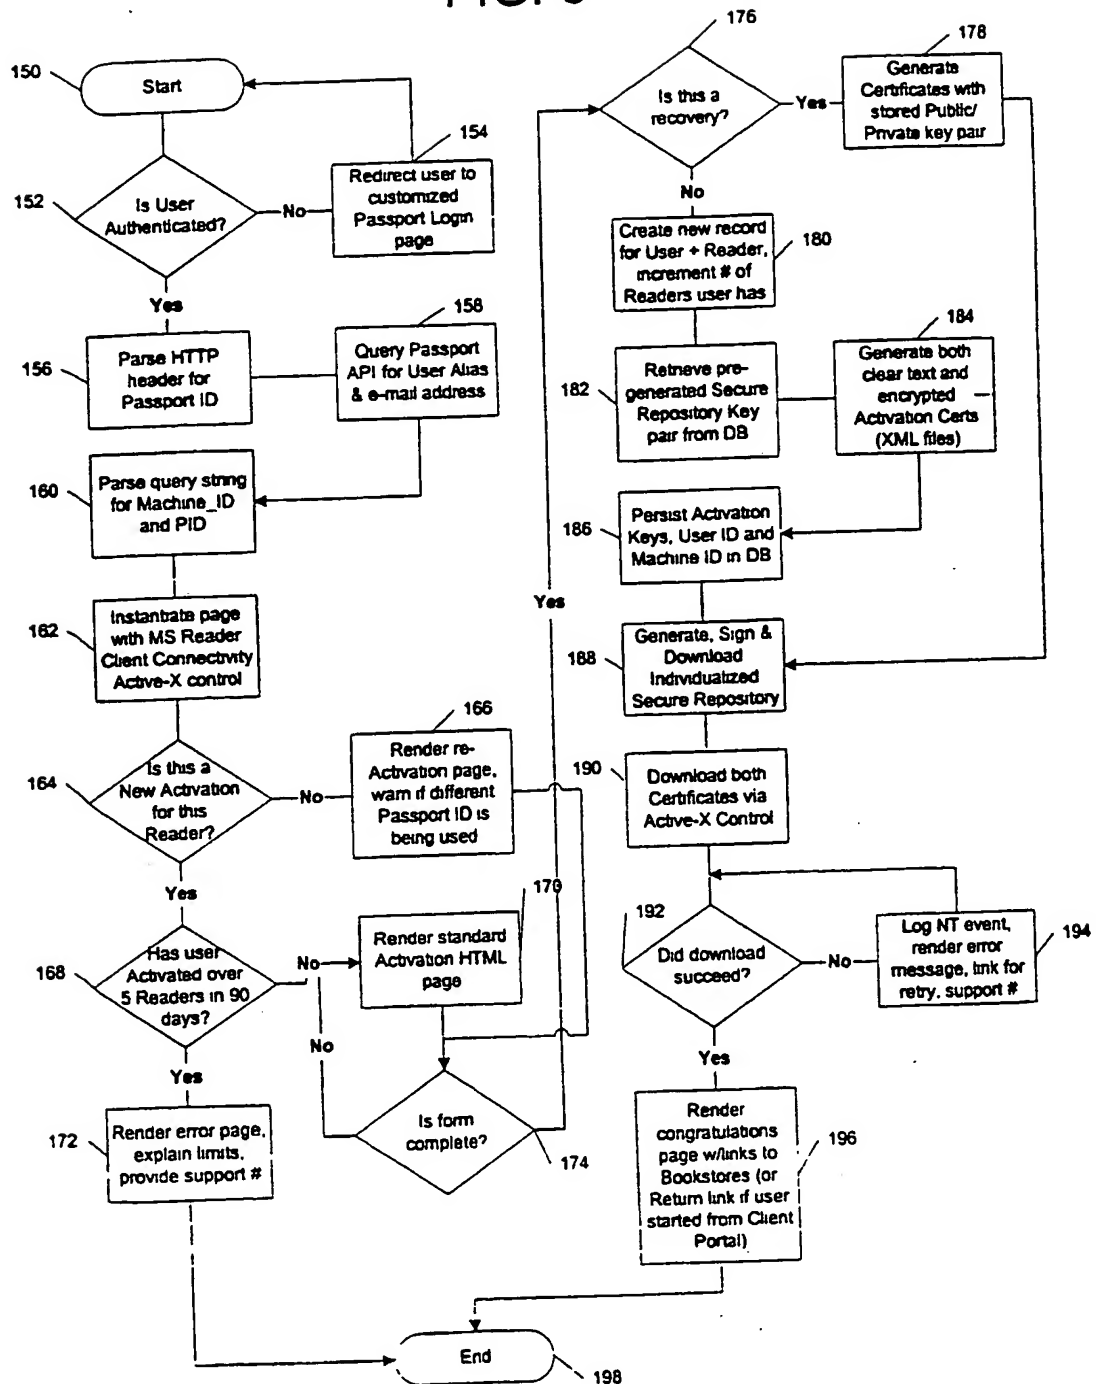 150
Start
154
Redirect user to
customized
Passport Login
page
152
Is User
Authenticated?
No
Yes
156
Parse HTTP
header for
Passport ID
158
Query Passport
API for User Alias
& e-mail address
160
Parse query string
for Machine_ID
and PID
162
Instantiate page
with MS Reader
Client Connectivity
Active-X control
164
Is this a
New Activation
for this
Reader?
No
166
Render re-
Activation page,
warn if different
Passport ID is
being used
Yes
168
Has user
Activated over
5 Readers in 90
days?
No
170
Render standard
Activation HTML
page
No
Yes
172
Render error page,
explain limits,
provide support #
Is form
complete?
174
Yes
176
Is this a
recovery?
Yes
178
Generate
Certificates with
stored Public/
Private key pair
No
Create new record
for User + Reader,
increment # of
Readers user has
180
182
Retrieve pre-
generated Secure
Repository Key
pair from DB
184
Generate both
clear text and
encrypted
Activation Certs
(XML files)
186
Persist Activation
Keys, User ID and
Machine ID in DB
188
Generate, Sign &
Download
Individualized
Secure Repository
190
Download both
Certificates via
Active-X Control
192
Did download
succeed?
No
Log NT event,
render error
message, link for
retry, support #
194
Yes
Render
congratulations
page w/links to
Bookstores (or
Return link if user
started from Client
Portal)
196
End
198